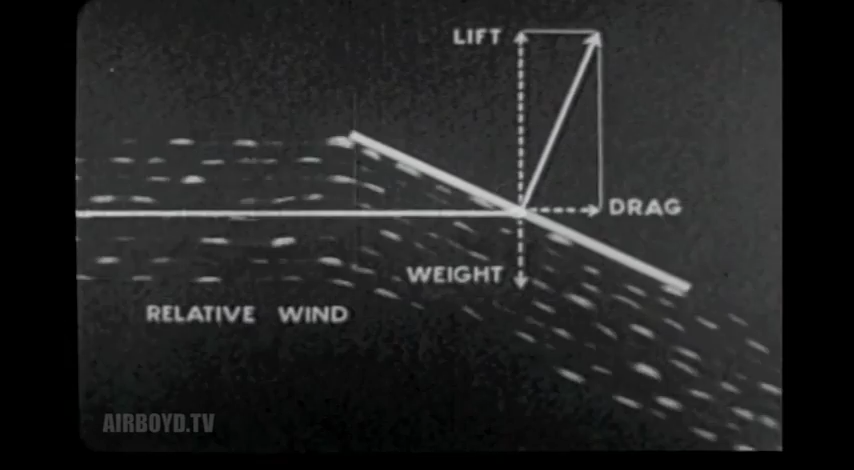 LIFT
DRAG
WEIGHT
RELATIVE WIND
AIRBOYD.TV